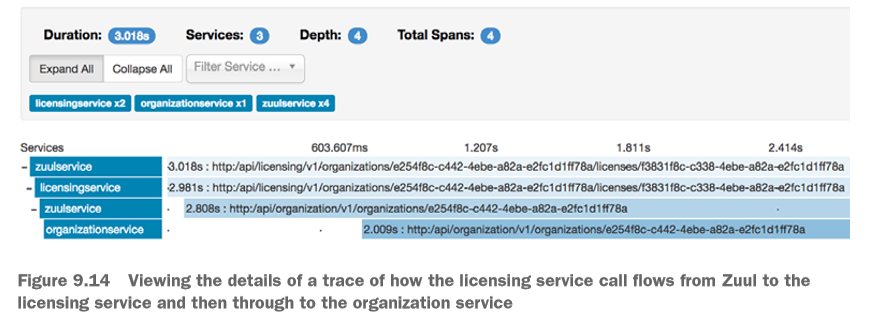 Duration: 3.018s Services: 3 Depth: 4 Total Spans: 4
Expand All Collapse All Filter Service ...
licensingservice x2 organizationservice x1 zuulservice x4
Services 603.607ms 1.207s 1.811s 2.414s
- zuulservice 3.018s : http:/api/licensing/v1/organizations/e254f8c-c442-4ebe-a82a-e2fc1d1ff78a/licenses/f3831f8c-c338-4ebe-a82a-e2fc1d1ff78a
- licensingservice 2.981s : http:/api/licensing/v1/organizations/e254f8c-c442-4ebe-a82a-e2fc1d1ff78a/licenses/f3831f8c-c338-4ebe-a82a-e2fc1d1ff78a
- zuulservice 2.808s : http:/api/organization/v1/organizations/e254f8c-c442-4ebe-a82a-e2fc1d1ff78a
organizationservice 2.009s : http:/api/organization/v1/organizations/e254f8c-c442-4ebe-a82a-e2fc1d1ff78a
Figure 9.14 Viewing the details of a trace of how the licensing service call flows from Zuul to the
licensing service and then through to the organization service